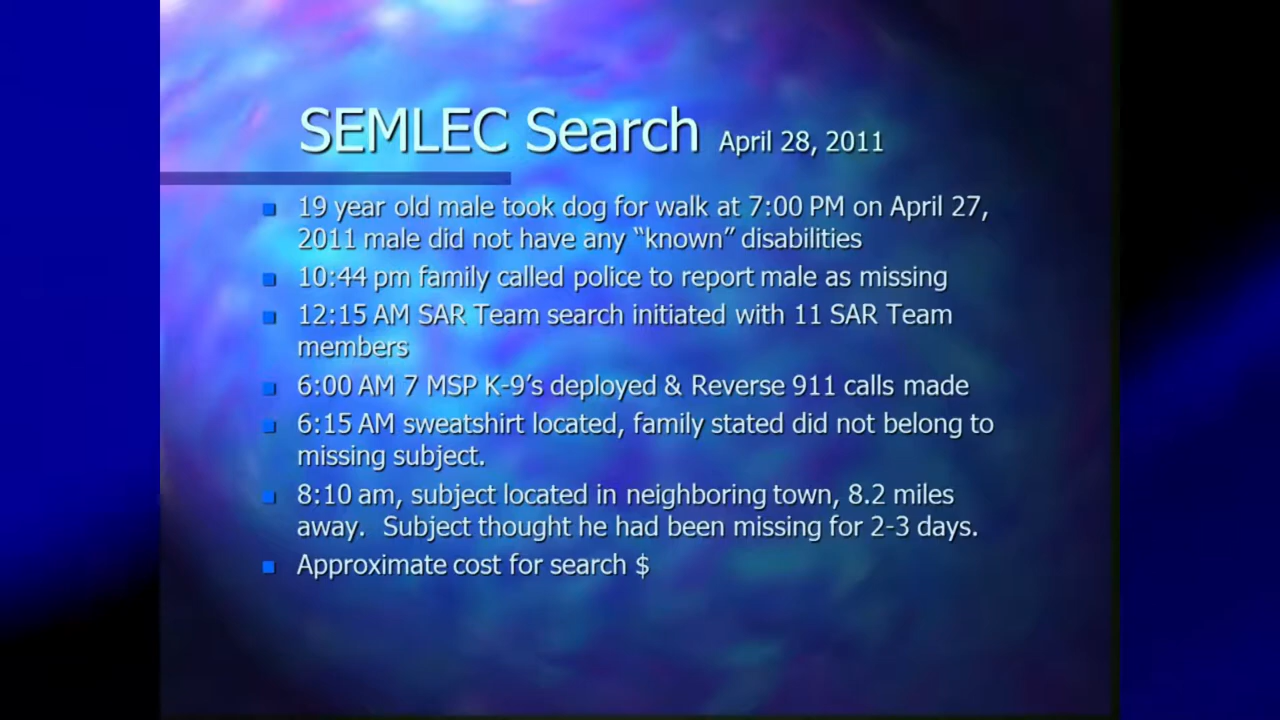 SEMLEC Search April 28, 2011
19 year old male took dog for walk at 7:00 PM on April 27,
2011 male did not have any “known” disabilities
10:44 pm family called police to report male as missing
12:15 AM SAR Team search initiated with 11 SAR Team
members
6:00 AM 7 MSP K-9’s deployed & Reverse 911 calls made
6:15 AM sweatshirt located, family stated did not belong to
missing subject.
8:10 am, subject located in neighboring town, 8.2 miles
away.  Subject thought he had been missing for 2-3 days.
Approximate cost for search $